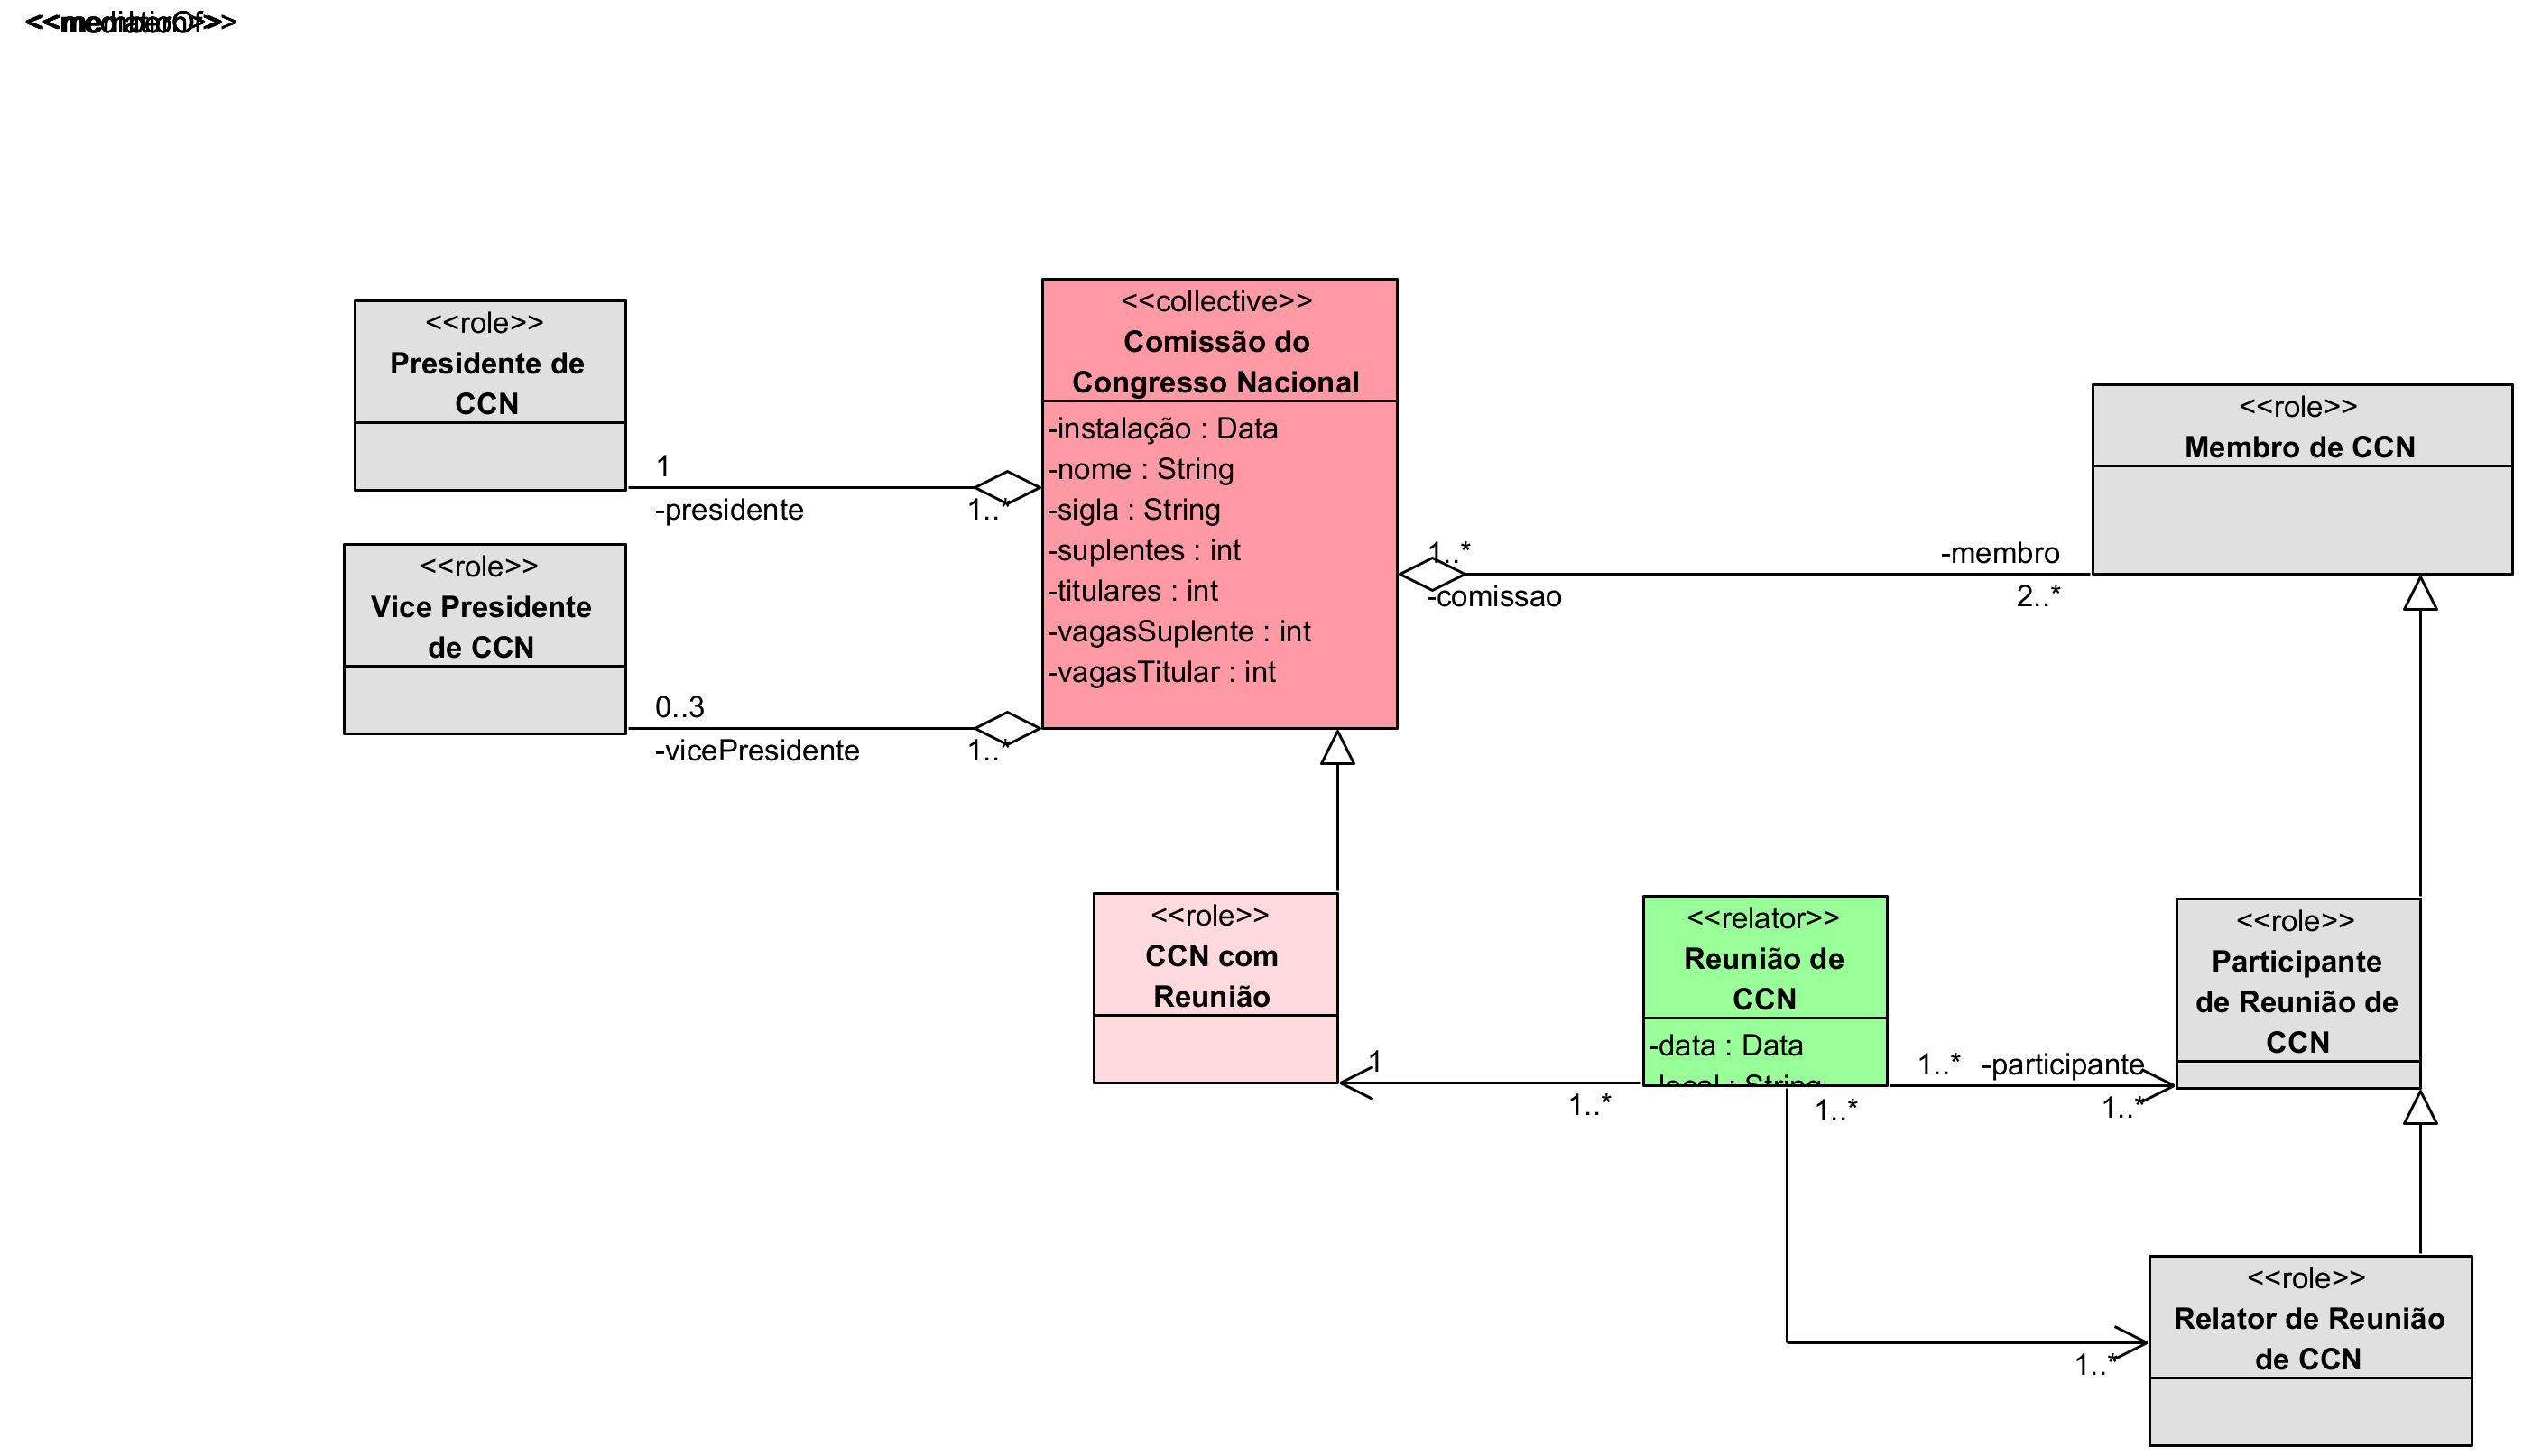 <<role>>
Presidente de
CCN
1
-presidente
1..*
<<role>>
Vice Presidente
de CCN
0..3
-vicePresidente
1..*
<<collective>>
Comissão do
Congresso Nacional
-instalação : Data
-nome : String
-sigla : String
-suplentes : int
-titulares : int
-vagasSuplente : int
-vagasTitular : int
1..*
-comissao
-membro
2..*
<<role>>
Membro de CCN
<<role>>
CCN com
Reunião
1
1..*
<<relator>>
Reunião de
CCN
-data : Data
-local : String
1..* -participante
1..*
1..*
<<role>>
Participante
de Reunião de
CCN
1..*
<<role>>
Relator de Reunião
de CCN